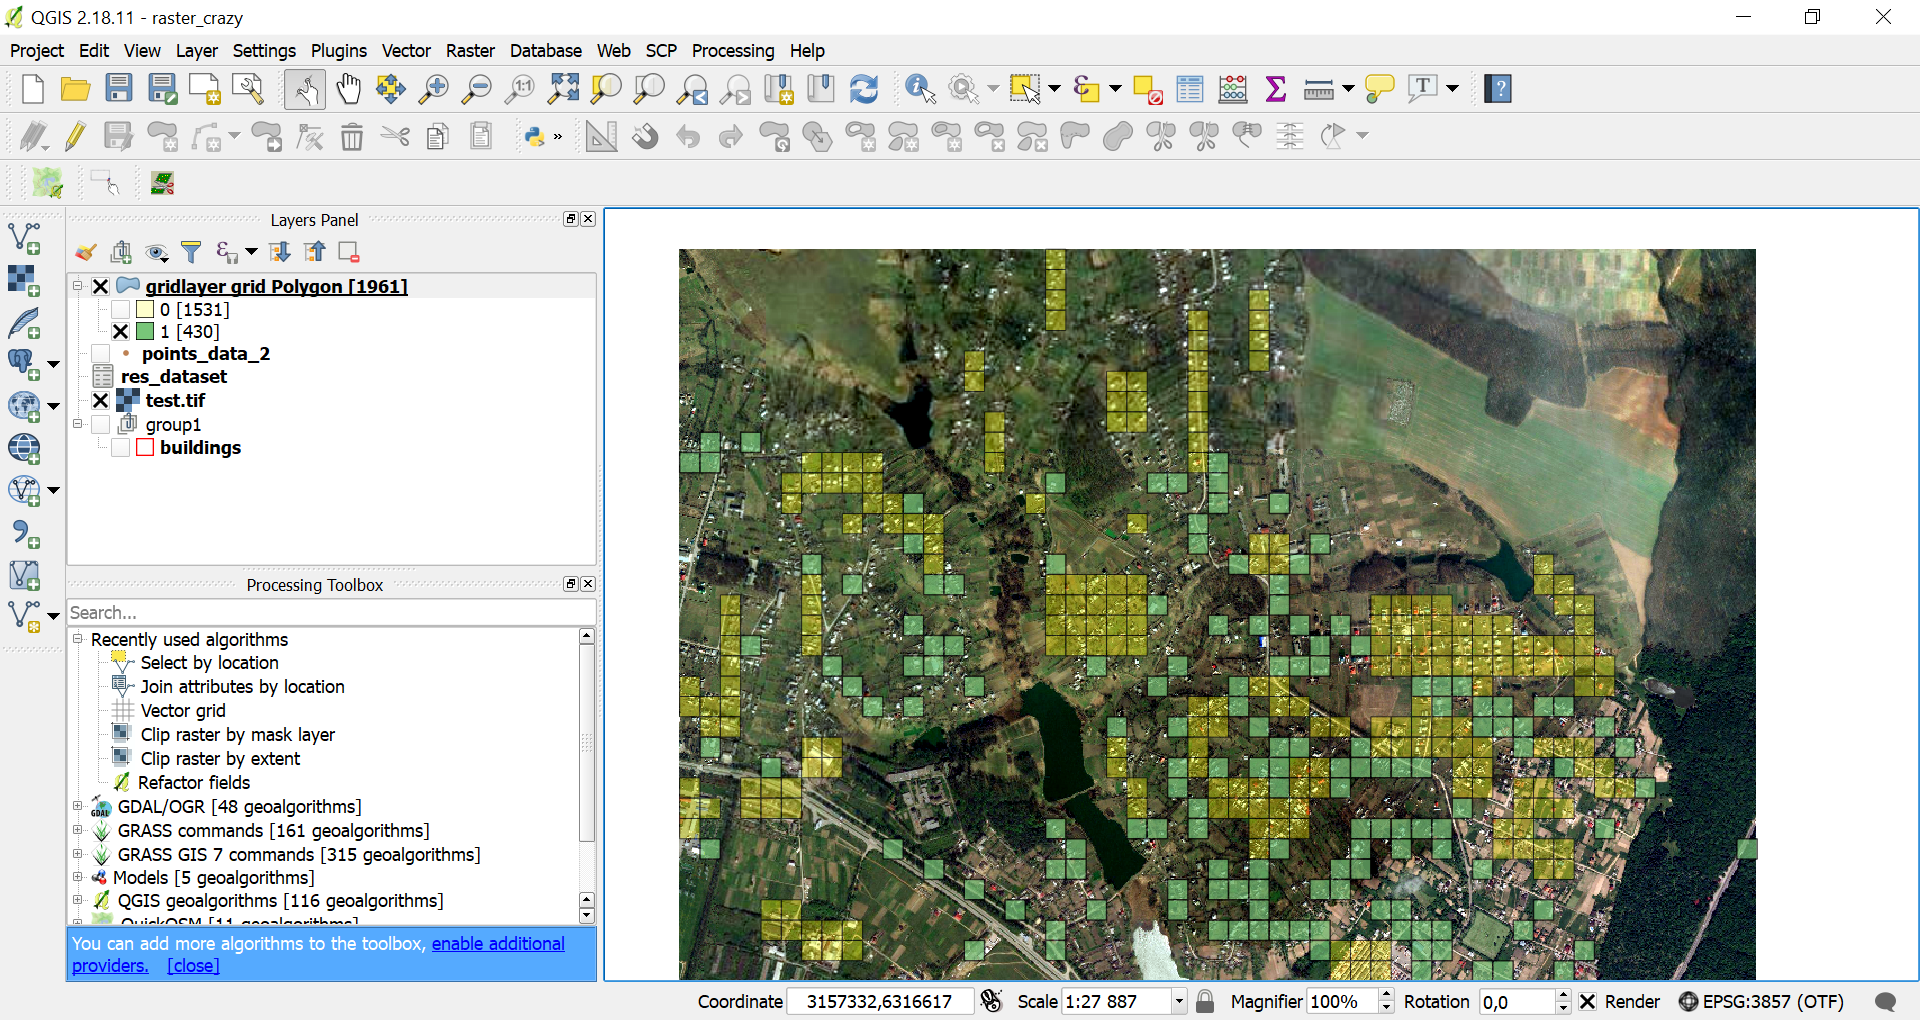 QGIS 2.18.11 - raster_crazy
Project Edit View Layer Settings Plugins Vector Raster Database Web SCP Processing Help
1:1
T
?
Layers Panel
gridlayer grid Polygon [1961]
0 [1531]
1 [430]
points_data_2
res_dataset
test.tif
group1
buildings
Processing Toolbox
Search...
Recently used algorithms
Select by location
Join attributes by location
Vector grid
Clip raster by mask layer
Clip raster by extent
Refactor fields
GDAL/OGR [48 geoalgorithms]
GRASS commands [161 geoalgorithms]
GRASS GIS 7 commands [315 geoalgorithms]
Models [5 geoalgorithms]
QGIS geoalgorithms [116 geoalgorithms]
QuickOSM [11 geoalgorithms]
You can add more algorithms to the toolbox, enable additional
providers. [close]
Coordinate 3157332,6316617 Scale 1:27 887 Magnifier 100% Rotation 0,0 Render EPSG:3857 (OTF)